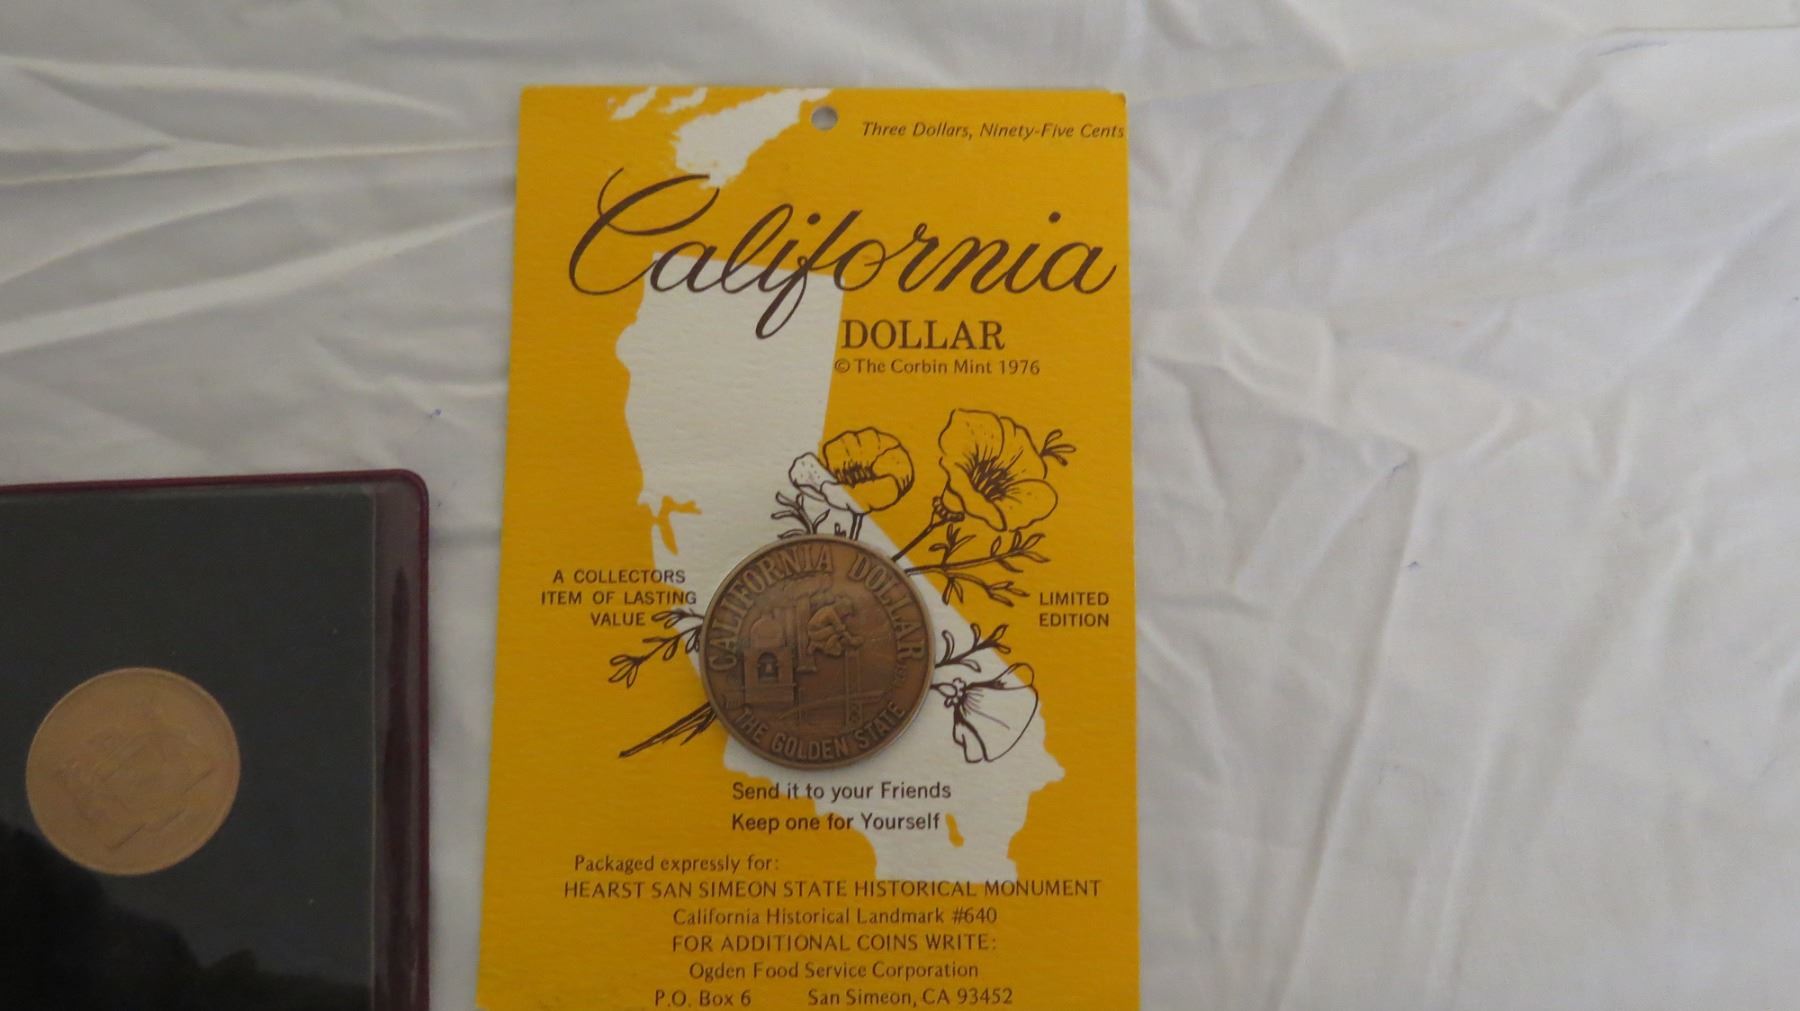 Three Dollars, Ninety-Five Cents
California
DOLLAR
© The Corbin Mint 1976
A COLLECTORS
ITEM OF LASTING
VALUE
LIMITED
EDITION
CALIFORNIA DOLLAR
THE GOLDEN STATE
Send it to your Friends
Keep one for Yourself
Packaged expressly for:
HEARST SAN SIMEON STATE HISTORICAL MONUMENT
California Historical Landmark #640
FOR ADDITIONAL COINS WRITE:
Ogden Food Service Corporation
P.O. Box 6 San Simeon, CA 93452